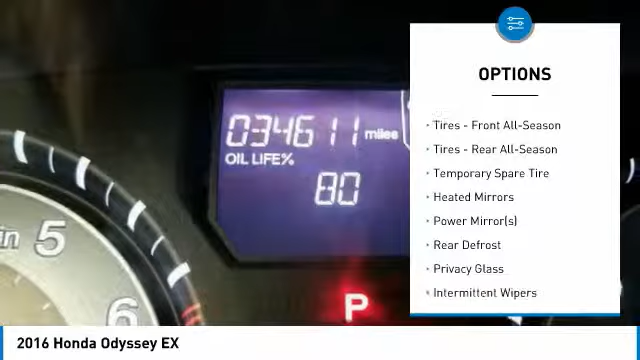 034611 miles
OIL LIFE%
80
5
6
P
OPTIONS
Tires - Front All-Season
Tires - Rear All-Season
Temporary Spare Tire
Heated Mirrors
Power Mirror(s)
Rear Defrost
Privacy Glass
Intermittent Wipers
2016 Honda Odyssey EX